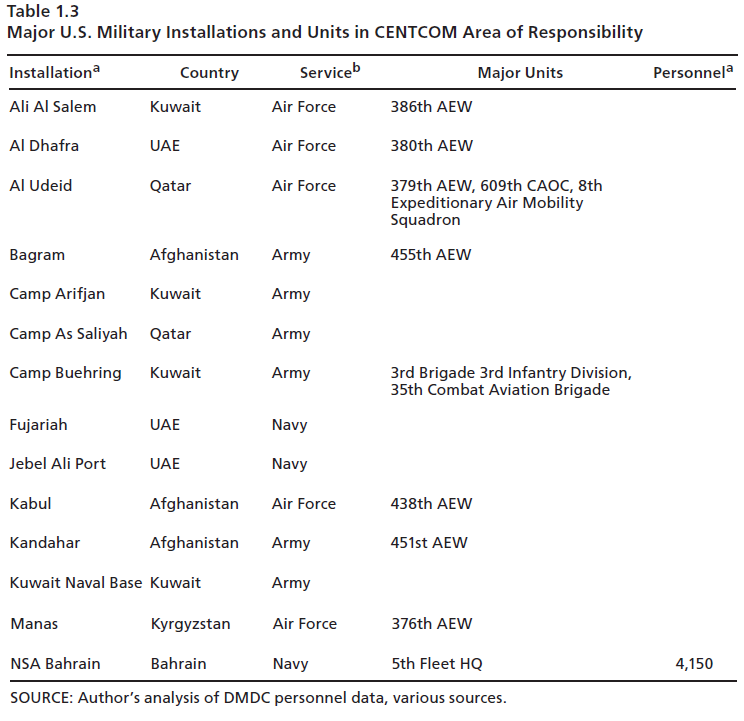 Table 1.3
Major U.S. Military Installations and Units in CENTCOM Area of Responsibility
Installationa Country Serviceb Major Units Personnela
Ali Al Salem Kuwait Air Force 386th AEW
Al Dhafra UAE Air Force 380th AEW
Al Udeid Qatar Air Force 379th AEW, 609th CAOC, 8th
Expeditionary Air Mobility
Squadron
Bagram Afghanistan Army 455th AEW
Camp Arifjan Kuwait Army
Camp As Saliyah Qatar Army
Camp Buehring Kuwait Army 3rd Brigade 3rd Infantry Division,
35th Combat Aviation Brigade
Fujariah UAE Navy
Jebel Ali Port UAE Navy
Kabul Afghanistan Air Force 438th AEW
Kandahar Afghanistan Army 451st AEW
Kuwait Naval Base Kuwait Army
Manas Kyrgyzstan Air Force 376th AEW
NSA Bahrain Bahrain Navy 5th Fleet HQ 4,150
SOURCE: Author's analysis of DMDC personnel data, various sources.